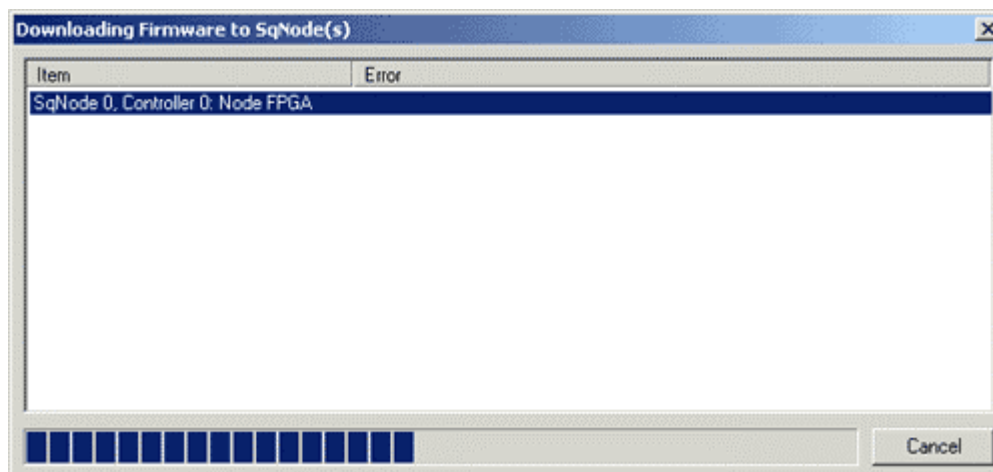 Downloading Firmware to SqNode(s)
Item Error
SqNode 0, Controller 0: Node FPGA
Cancel